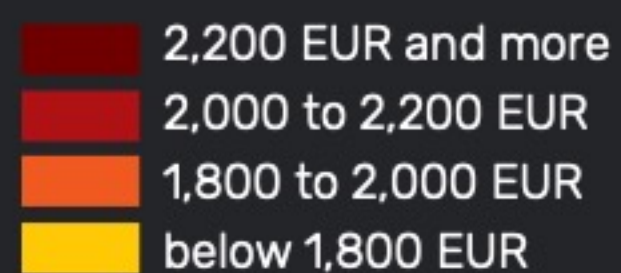 2,200 EUR and more
2,000 to 2,200 EUR
1,800 to 2,000 EUR
below 1,800 EUR